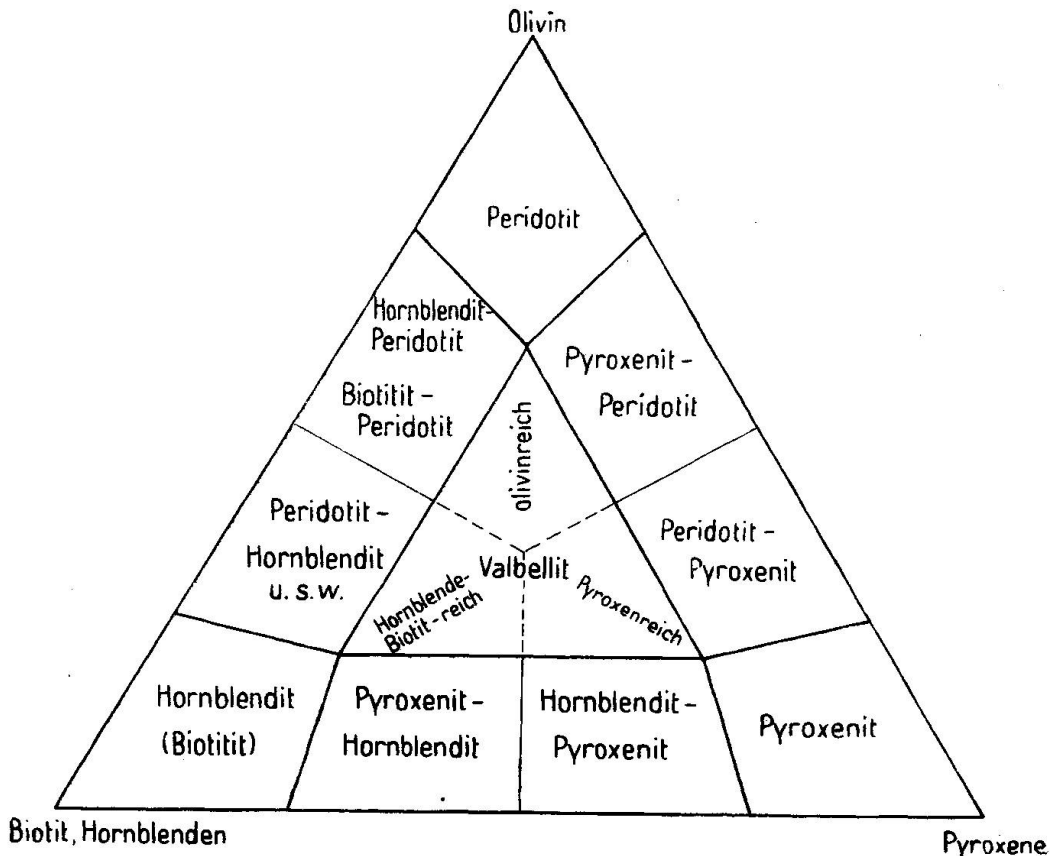 Olivin
Peridotit
Hornblendit-
Peridotit
Biotitit-
Peridotit
Pyroxenit-
Peridotit
olivinreich
Peridotit-
Hornblendit
u.s.w.
Peridotit-
Pyroxenit
Valbellit
Hornblende-
Biotit-reich
Pyroxenreich
Hornblendit
(Biotitit)
Pyroxenit-
Hornblendit
Hornblendit-
Pyroxenit
Pyroxenit
Biotit, Hornblenden
Pyroxene